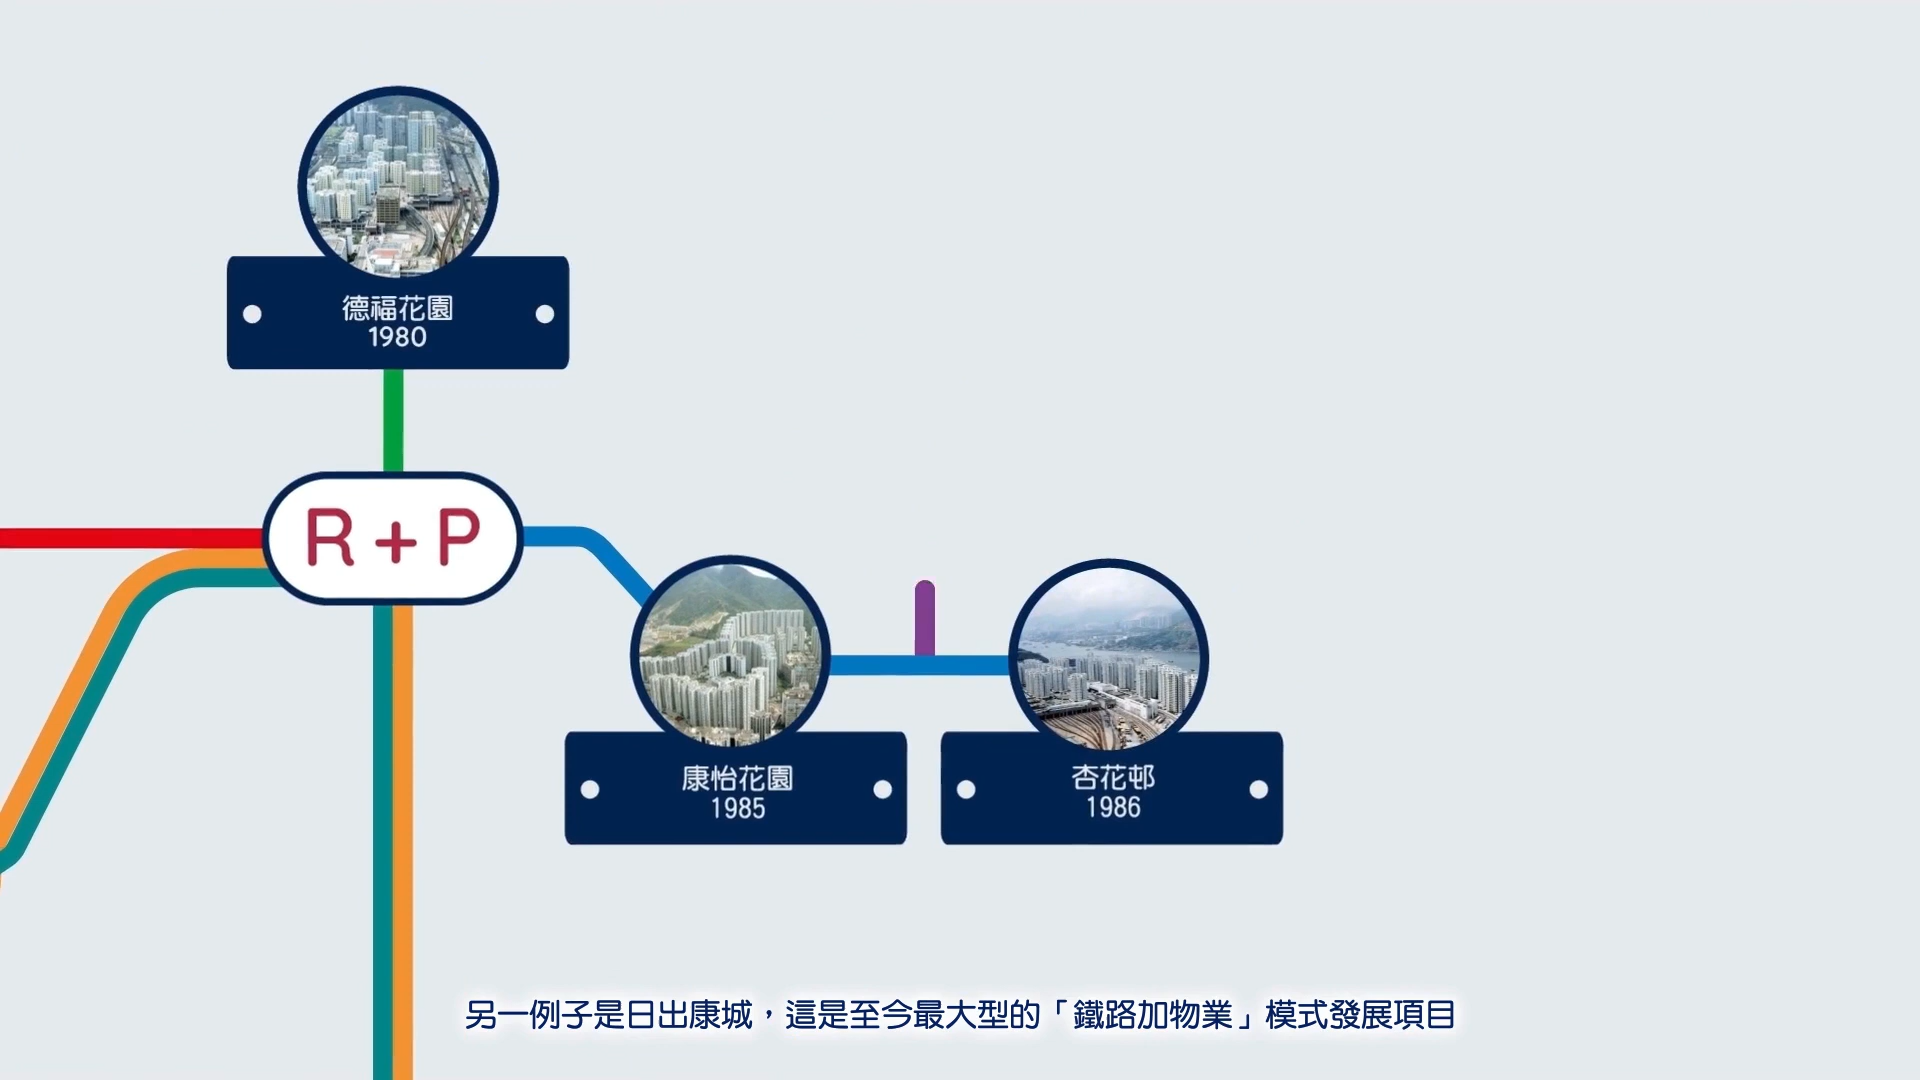 德福花園
1980
R + P
康怡花園
1985
杏花邨
1986
另一例子是日出康城，這是至今最大型的「鐵路加物業」模式發展項目